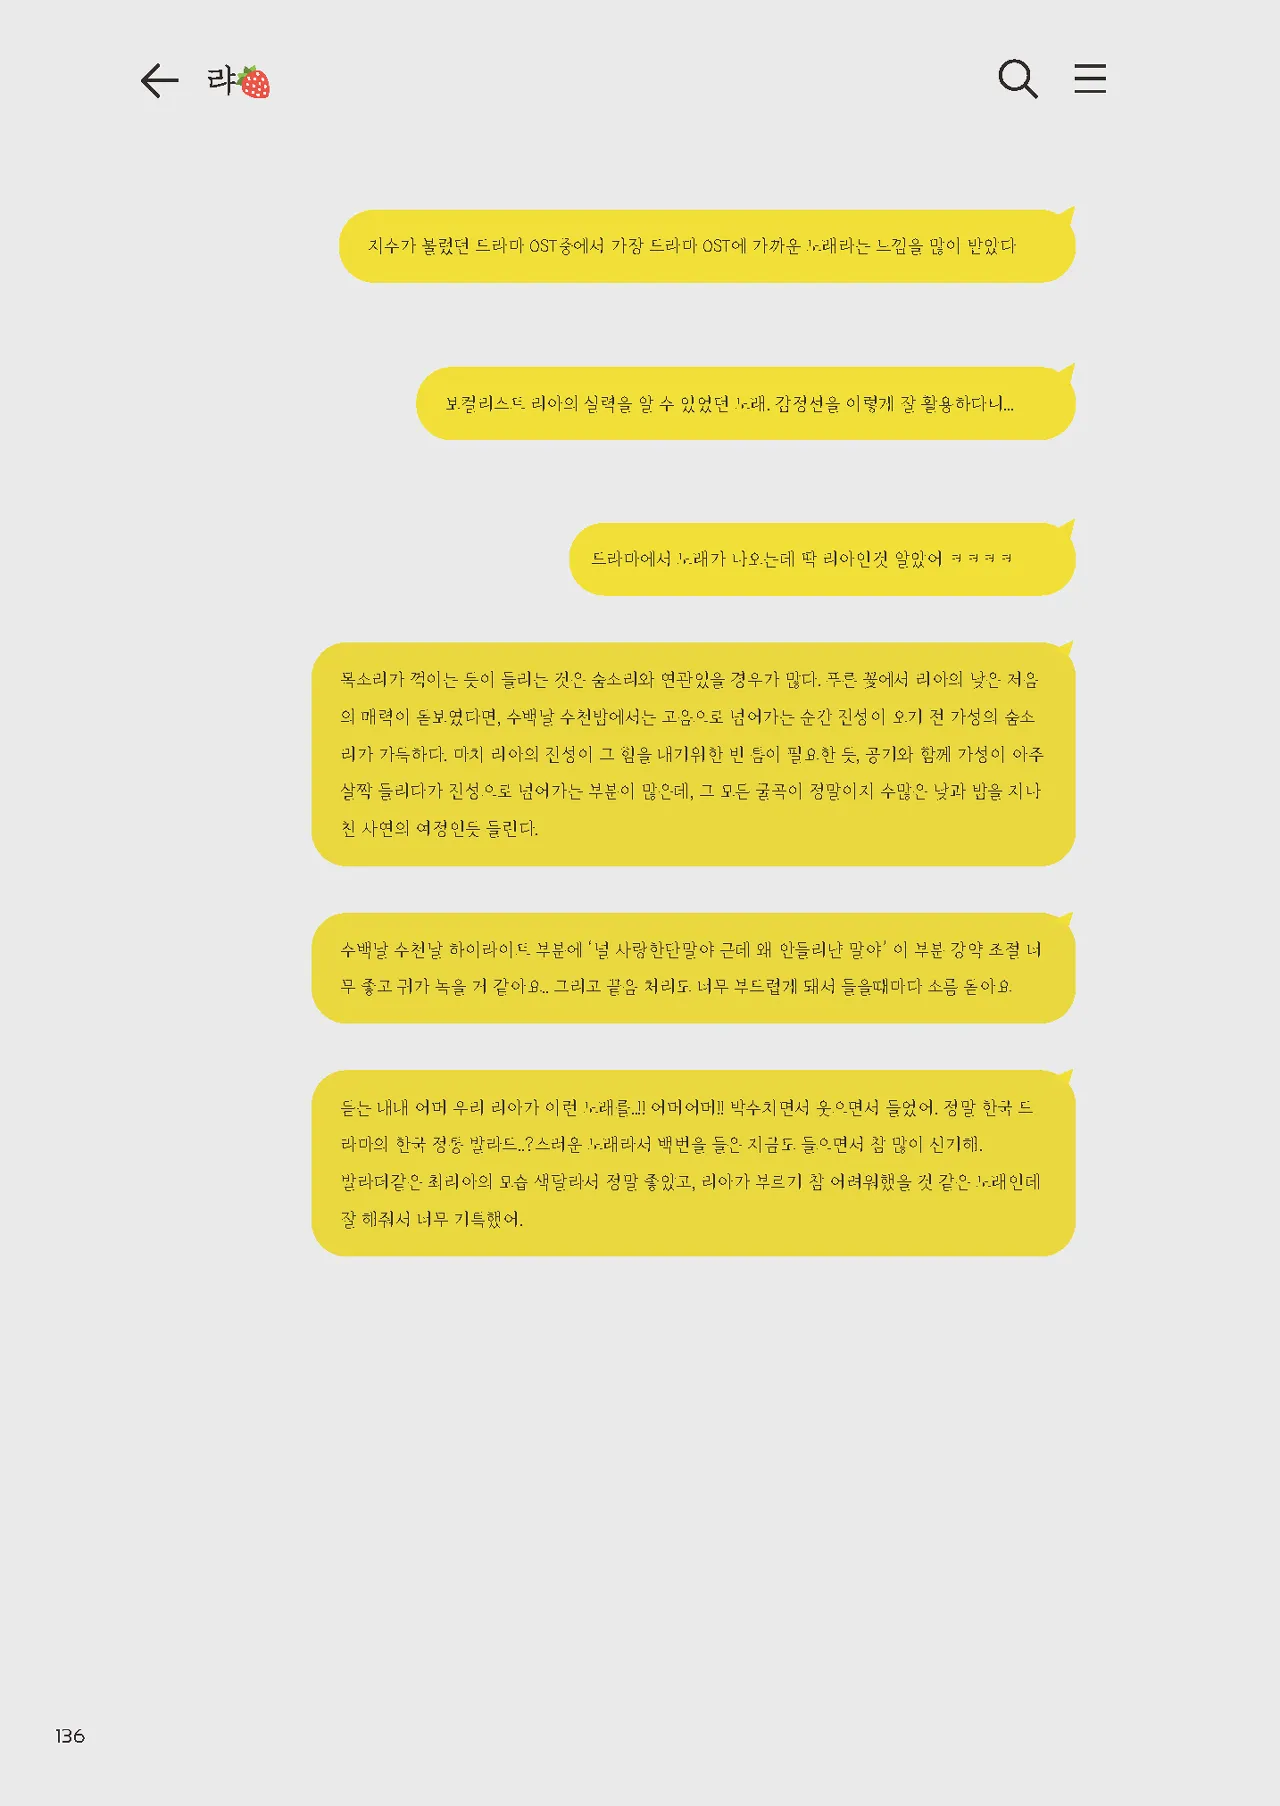 랴
지수가 불렀던 드라마 OST중에서 가장 드라마 OST에 가까운 노래라는 느낌을 많이 받았다
보컬리스트 리아의 실력을 알 수 있었던 노래. 감정선을 이렇게 잘 활용하다니...
드라마에서 노래가 나오는데 딱 리아인것 알았어 ㅋㅋㅋㅋ
목소리가 꺽이는 듯이 들리는 것은 숨소리와 연관있을 경우가 많다. 푸른 꽃에서 리아의 낮은 저음
의 매력이 돋보였다면, 수백날 수천밤에서는 고음으로 넘어가는 순간 진성이 오기 전 가성의 숨소
리가 가득하다. 마치 리아의 진성이 그 힘을 내기위한 빈 틈이 필요한 듯, 공기와 함께 가성이 아주
살짝 들리다가 진성으로 넘어가는 부분이 많은데, 그 모든 굴곡이 정말이지 수많은 낮과 밤을 지나
친 사연의 여정인듯 들린다.
수백날 수천날 하이라이트 부분에 ‘널 사랑한단말야 근데 왜 안들리냔 말야’ 이 부분 강약 조절 너
무 좋고 귀가 녹을 거 같아요.. 그리고 끝음 처리도 너무 부드럽게 돼서 들을때마다 소름 돋아요
듣는 내내 어머 우리 리아가 이런 노래를..!! 어머어머!! 박수치면서 웃으면서 들었어. 정말 한국 드
라마의 한국 정통 발라드..?스러운 노래라서 백번을 들은 지금도 들으면서 참 많이 신기해.
발라더같은 최리아의 모습 색달라서 정말 좋았고, 리아가 부르기 참 어려워했을 것 같은 노래인데
잘 해줘서 너무 기특했어.
136